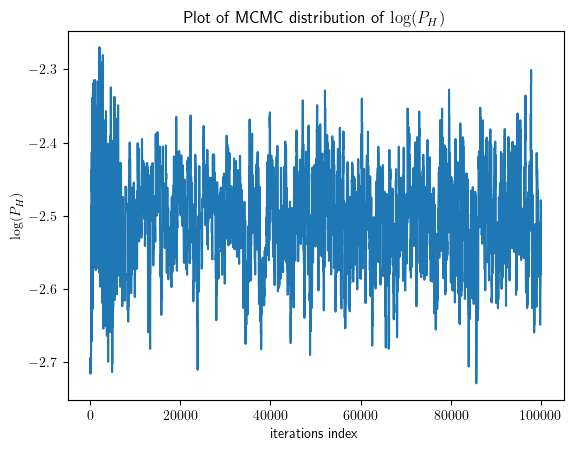 Plot of MCMC distribution of log(P_H)
−2.3
−2.4
−2.5
−2.6
−2.7
log(P_H)
0 20000 40000 60000 80000 100000
iterations index